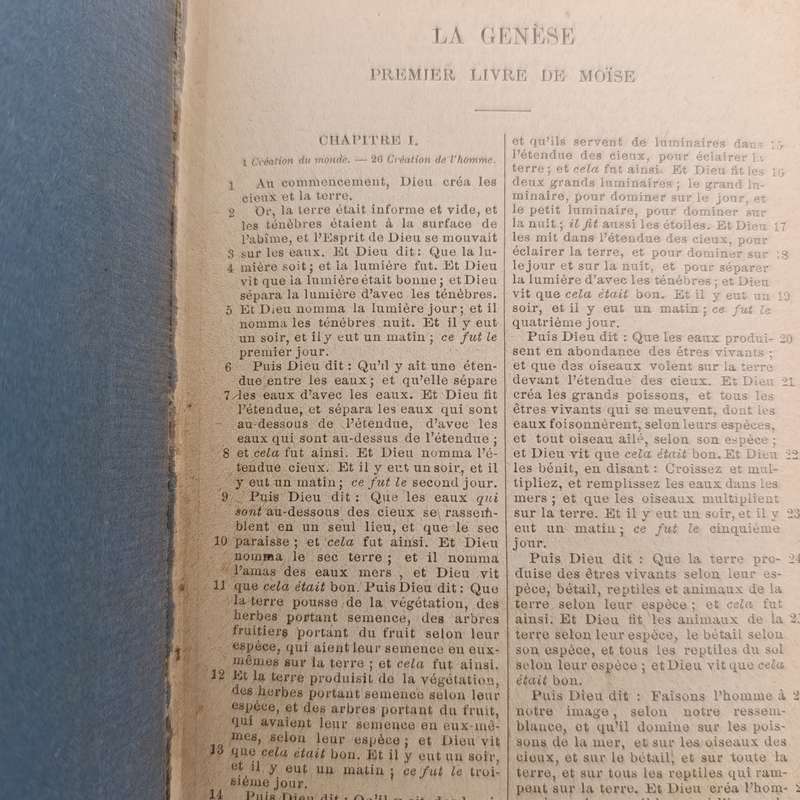 LA GENÈSE
PREMIER LIVRE DE MOÏSE
CHAPITRE I.
1 Création du monde. — 26 Création de l'homme.
1 Au commencement, Dieu créa les
cieux et la terre.
2 Or, la terre était informe et vide, et
les ténèbres étaient à la surface de
l'abîme, et l'Esprit de Dieu se mouvait
3 sur les eaux. Et Dieu dit : Que la lu-
4 mière soit ; et la lumière fut. Et Dieu
vit que la lumière était bonne ; et Dieu
sépara la lumière d'avec les ténèbres.
5 Et Dieu nomma la lumière jour ; et il
nomma les ténèbres nuit. Et il y eut
un soir, et il y eut un matin ; ce fut le
premier jour.
6 Puis Dieu dit : Qu'il y ait une éten-
due entre les eaux ; et qu'elle sépare
7 les eaux d'avec les eaux. Et Dieu fit
l'étendue, et sépara les eaux qui sont
au-dessous de l'étendue, d'avec les
eaux qui sont au-dessus de l'étendue ;
8 et cela fut ainsi. Et Dieu nomma l'é-
tendue cieux. Et il y eut un soir, et il
y eut un matin ; ce fut le second jour.
9 Puis Dieu dit : Que les eaux qui
sont au-dessous des cieux se rassem-
blent en un seul lieu, et que le sec
10 paraisse ; et cela fut ainsi. Et Dieu
nomma le sec terre ; et il nomma
l'amas des eaux mers , et Dieu vit
11 que cela était bon. Puis Dieu dit : Que
la terre pousse de la végétation, des
herbes portant semence, des arbres
fruitiers portant du fruit selon leur
espèce, qui aient leur semence en eux-
mêmes sur la terre ; et cela fut ainsi.
12 Et la terre produisit de la végétation,
des herbes portant semence selon leur
espèce, et des arbres portant du fruit,
qui avaient leur semence en eux-mê-
mes, selon leur espèce ; et Dieu vit
13 que cela était bon. Et il y eut un soir,
et il y eut un matin ; ce fut le troi-
sième jour.
14 Puis Dieu dit : Qu'il y ait des lu-
et qu'ils servent de luminaires dans 15
l'étendue des cieux, pour éclairer la
terre ; et cela fut ainsi. Et Dieu fit les 16
deux grands luminaires ; le grand lu-
minaire, pour dominer sur le jour, et
le petit luminaire, pour dominer sur
la nuit ; il fit aussi les étoiles. Et Dieu 17
les mit dans l'étendue des cieux, pour
éclairer la terre, et pour dominer sur 18
le jour et sur la nuit, et pour séparer
la lumière d'avec les ténèbres ; et Dieu
vit que cela était bon. Et il y eut un 19
soir, et il y eut un matin ; ce fut le
quatrième jour.
Puis Dieu dit : Que les eaux produi- 20
sent en abondance des êtres vivants ;
et que des oiseaux volent sur la terre
devant l'étendue des cieux. Et Dieu 21
créa les grands poissons, et tous les
êtres vivants qui se meuvent, dont les
eaux foisonnèrent, selon leurs espèces,
et tout oiseau ailé, selon son espèce ;
et Dieu vit que cela était bon. Et Dieu 22
les bénit, en disant : Croissez et mul-
tipliez, et remplissez les eaux dans les
mers ; et que les oiseaux multiplient
sur la terre. Et il y eut un soir, et il y 23
eut un matin ; ce fut le cinquième
jour.
Puis Dieu dit : Que la terre pro- 24
duise des êtres vivants selon leur es-
pèce, bétail, reptiles et animaux de la
terre selon leur espèce ; et cela fut
ainsi. Et Dieu fit les animaux de la 25
terre selon leur espèce, le bétail selon
son espèce, et tous les reptiles du sol
selon leur espèce ; et Dieu vit que cela
était bon.
Puis Dieu dit : Faisons l'homme à
notre image, selon notre ressem-
blance, et qu'il domine sur les pois-
sons de la mer, et sur les oiseaux des
cieux, et sur le bétail, et sur toute la
terre, et sur tous les reptiles qui ram-
pent sur la terre. Et Dieu créa l'hom-